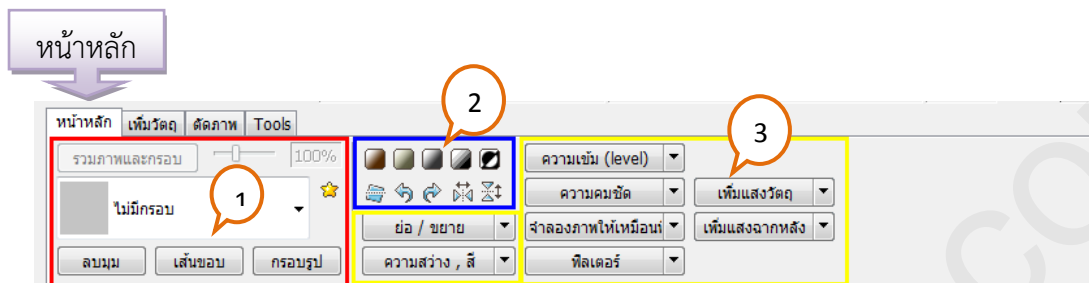 หน้าหลัก
2
3
หน้าหลัก เพิ่มวัตถุ ตัดภาพ Tools
รวมภาพและกรอบ 100%
ความเข้ม (level)
1
ไม่มีกรอบ
ความคมชัด เพิ่มแสงวัตถุ
ย่อ / ขยาย จำลองภาพให้เหมือน เพิ่มแสงฉากหลัง
ลบมุม เส้นขอบ กรอบรูป ความสว่าง , สี ฟิลเตอร์